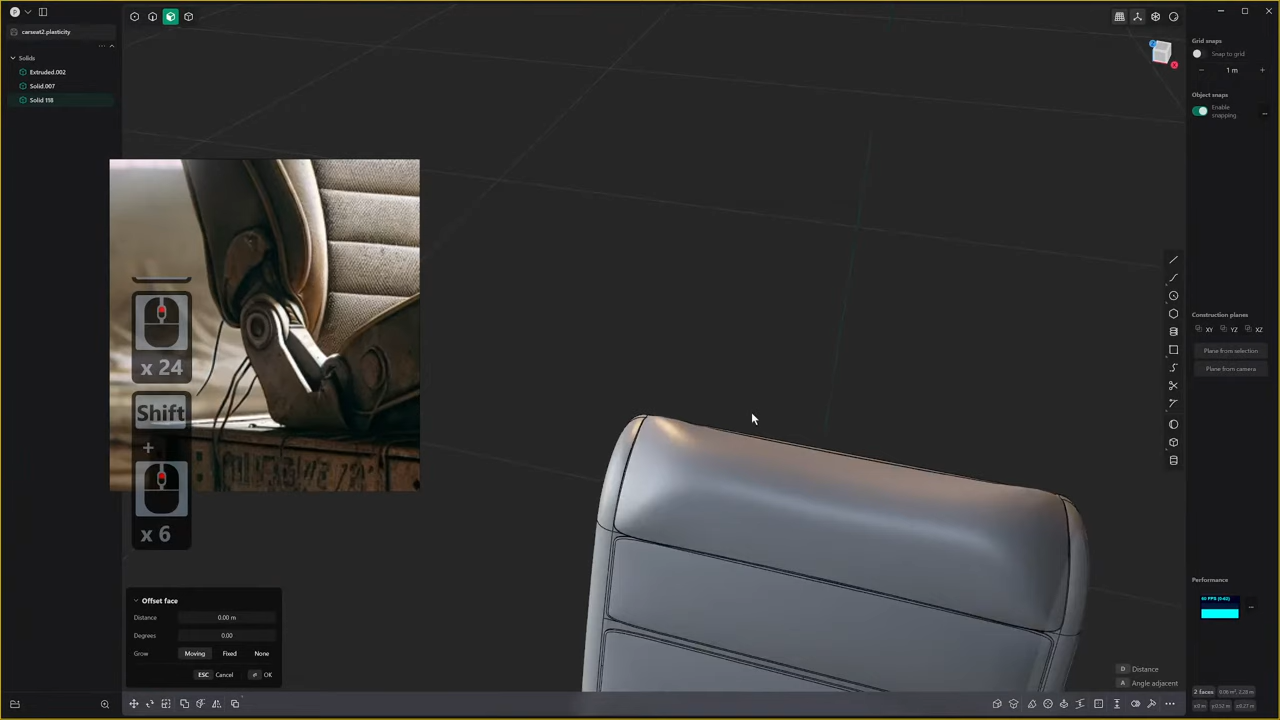 carseat2.plasticity
Solids
Extruded.002
Solid.007
Solid 118
x 24
Shift
+
x 6
Offset face
Distance 0.00 m
Degrees 0.00
Grow Moving Fixed None
ESC Cancel OK
Grid snaps
Snap to grid
1 m
Object snaps
Enable snapping
Construction planes
XY YZ XZ
Plane from selection
Plane from camera
Performance
D Distance
A Angle adjacent
2 faces